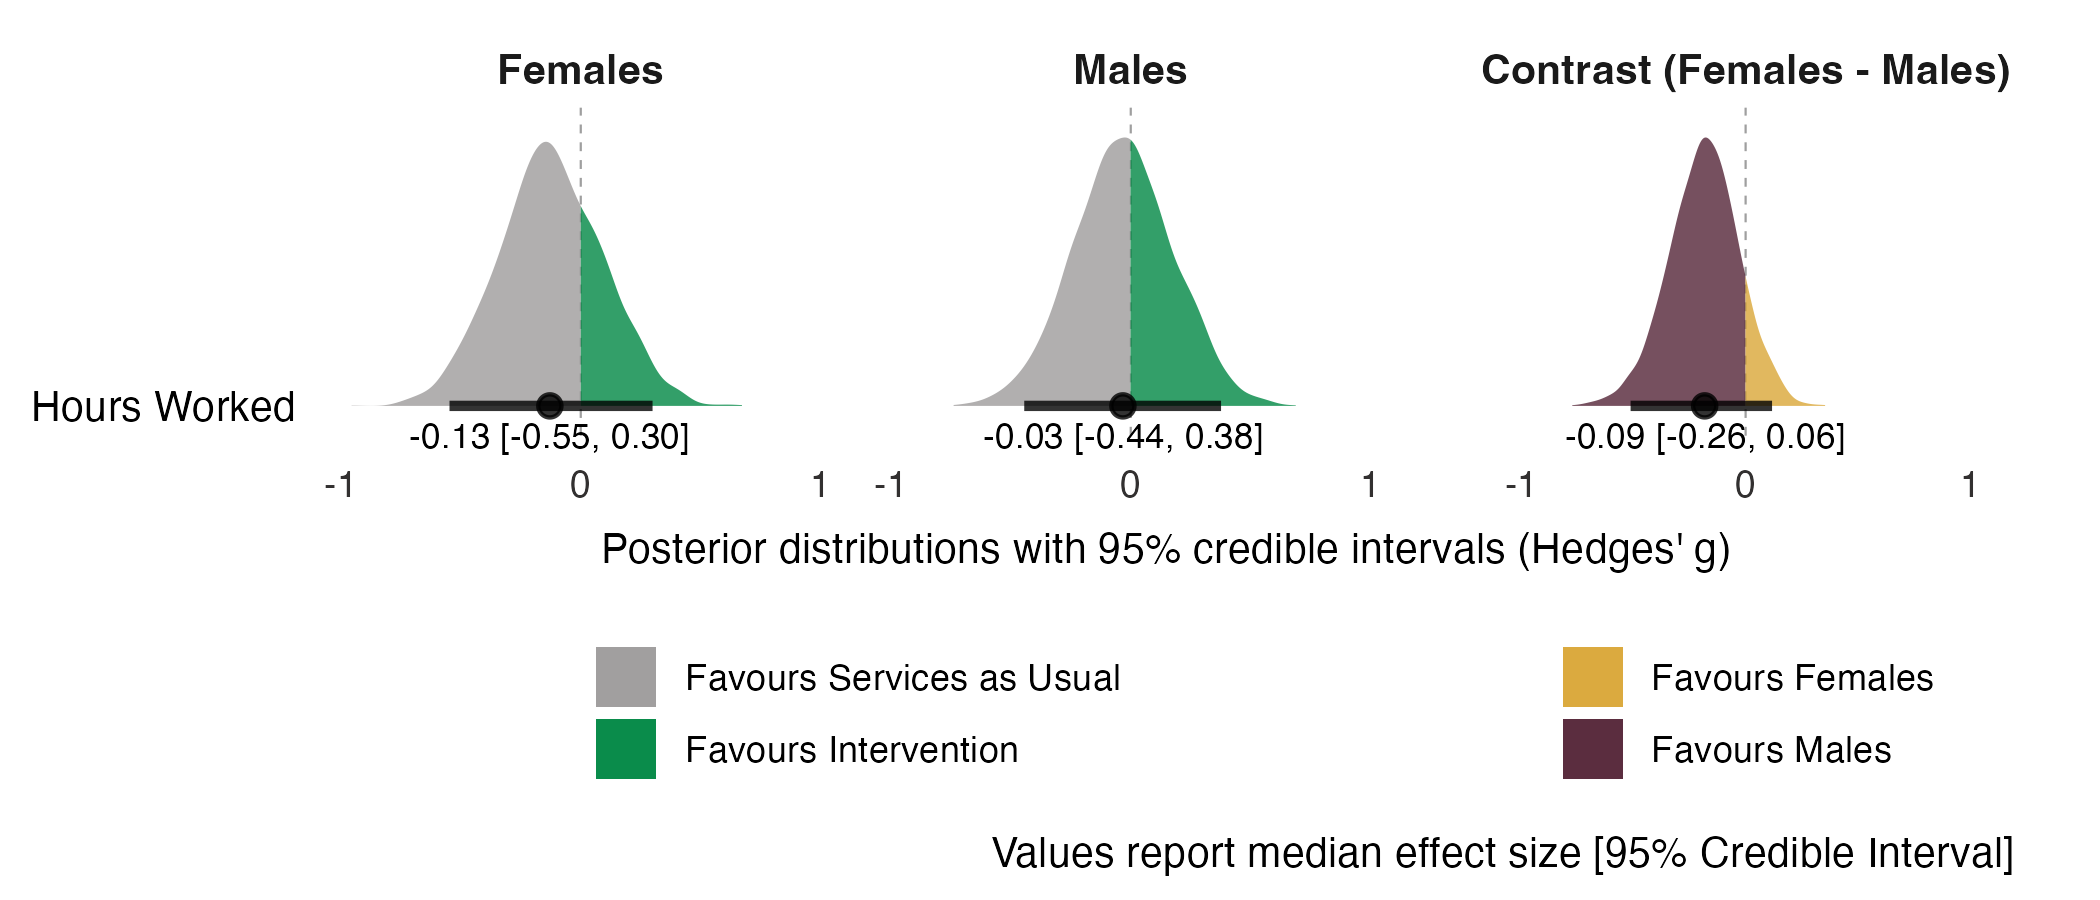 Females Males Contrast (Females - Males)
Hours Worked
-0.13 [-0.55, 0.30] -0.03 [-0.44, 0.38] -0.09 [-0.26, 0.06]
-1 0 1 -1 0 1 -1 0 1
Posterior distributions with 95% credible intervals (Hedges' g)
Favours Services as Usual Favours Females
Favours Intervention Favours Males
Values report median effect size [95% Credible Interval]